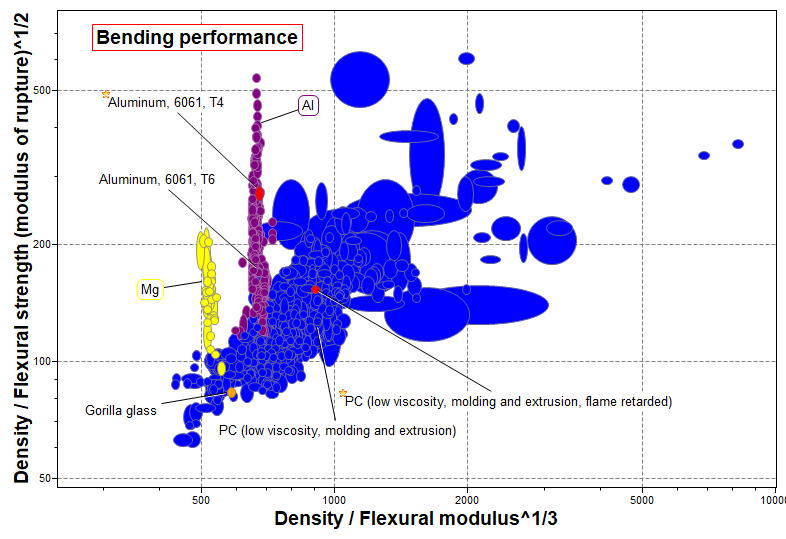 Bending performance
Density / Flexural strength (modulus of rupture)^1/2
500
200
100
50
Aluminum, 6061, T4
Al
Aluminum, 6061, T6
Mg
Gorilla glass
PC (low viscosity, molding and extrusion, flame retarded)
PC (low viscosity, molding and extrusion)
500
1000
2000
5000
10000
Density / Flexural modulus^1/3